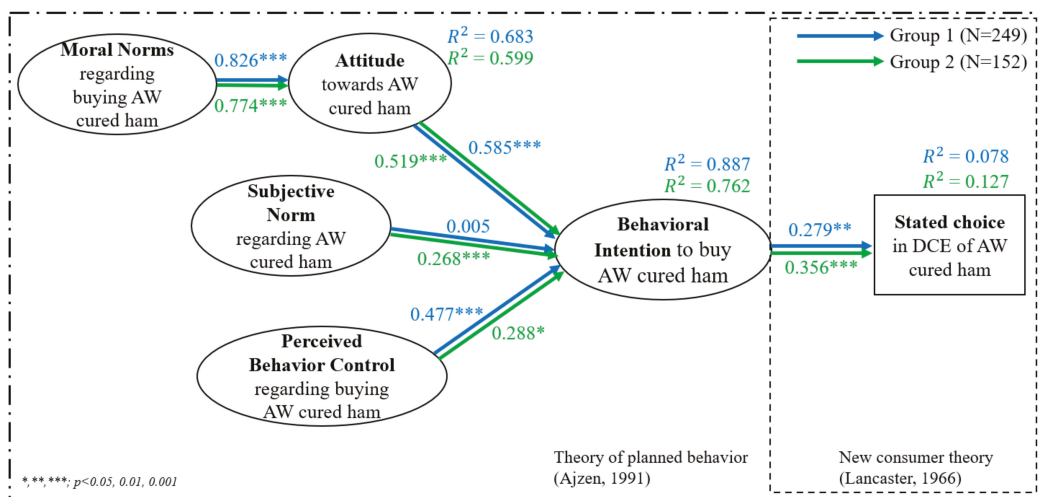 Moral Norms
regarding
buying AW
cured ham
0.826***
0.774***
Attitude
towards AW
cured ham
R² = 0.683
R² = 0.599
Group 1 (N=249)
Group 2 (N=152)
0.585***
0.519***
Subjective
Norm
regarding AW
cured ham
0.005
0.268***
Perceived
Behavior Control
regarding buying
AW cured ham
0.477***
0.288*
R² = 0.887
R² = 0.762
Behavioral
Intention to buy
AW cured ham
0.279**
0.356***
R² = 0.078
R² = 0.127
Stated choice
in DCE of AW
cured ham
Theory of planned behavior
(Ajzen, 1991)
New consumer theory
(Lancaster, 1966)
*,**,***; p<0.05, 0.01, 0.001